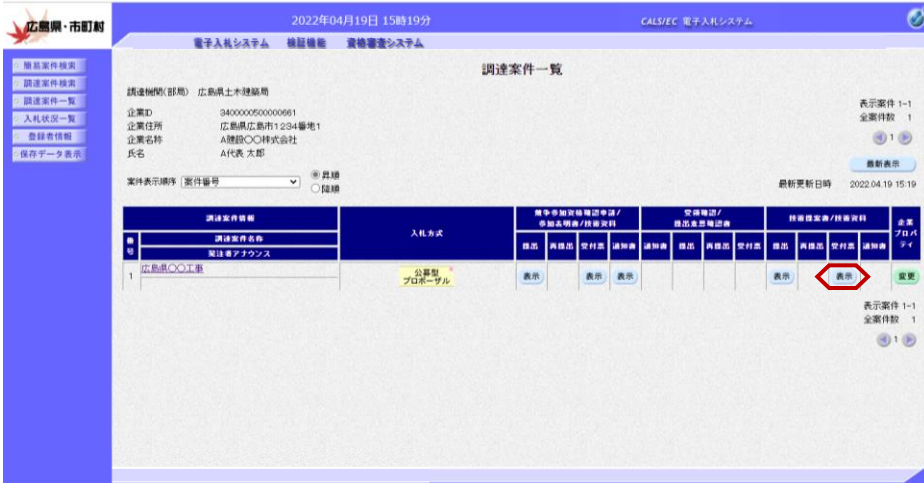 広島県・市町村
2022年04月19日 15時19分
CALS/EC 電子入札システム
電子入札システム 検証機能 資格審査システム
簡易案件検索
調達案件検索
調達案件一覧
入札状況一覧
登録者情報
保存データ表示
調達案件一覧
調達機関(部局) 広島県土木建築局
企業ID 3400000500000661
企業住所 広島県広島市1234番地1
企業名称 A建設〇〇株式会社
氏名 A代表 太郎
表示案件 1-1
全案件数 1
1
案件表示順序 案件番号
昇順
降順
最新表示
最新更新日時 2022.04.19 15:19
調達案件情報
番号
調達案件名称
発注者アナウンス
入札方式
競争参加資格確認申請/
参加表明書/技術資料
提出 再提出 受付票 通知書
受領確認/
提出意思確認書
通知書 提出 再提出 受付票
技術提案書/技術資料
提出 再提出 受付票 通知書
企業
プロパ
ティ
1 広島県〇〇工事
公募型
プロポーザル
表示 表示 表示 表示 表示 変更
表示案件 1-1
全案件数 1
1